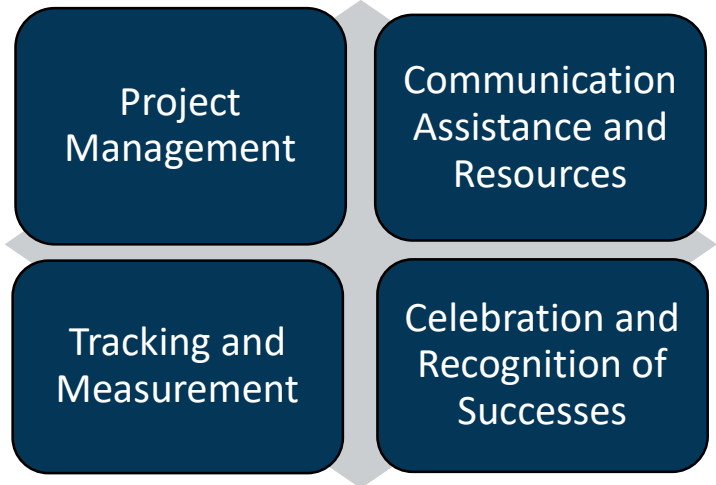 Project
Management
Communication
Assistance and
Resources
Tracking and
Measurement
Celebration and
Recognition of
Successes